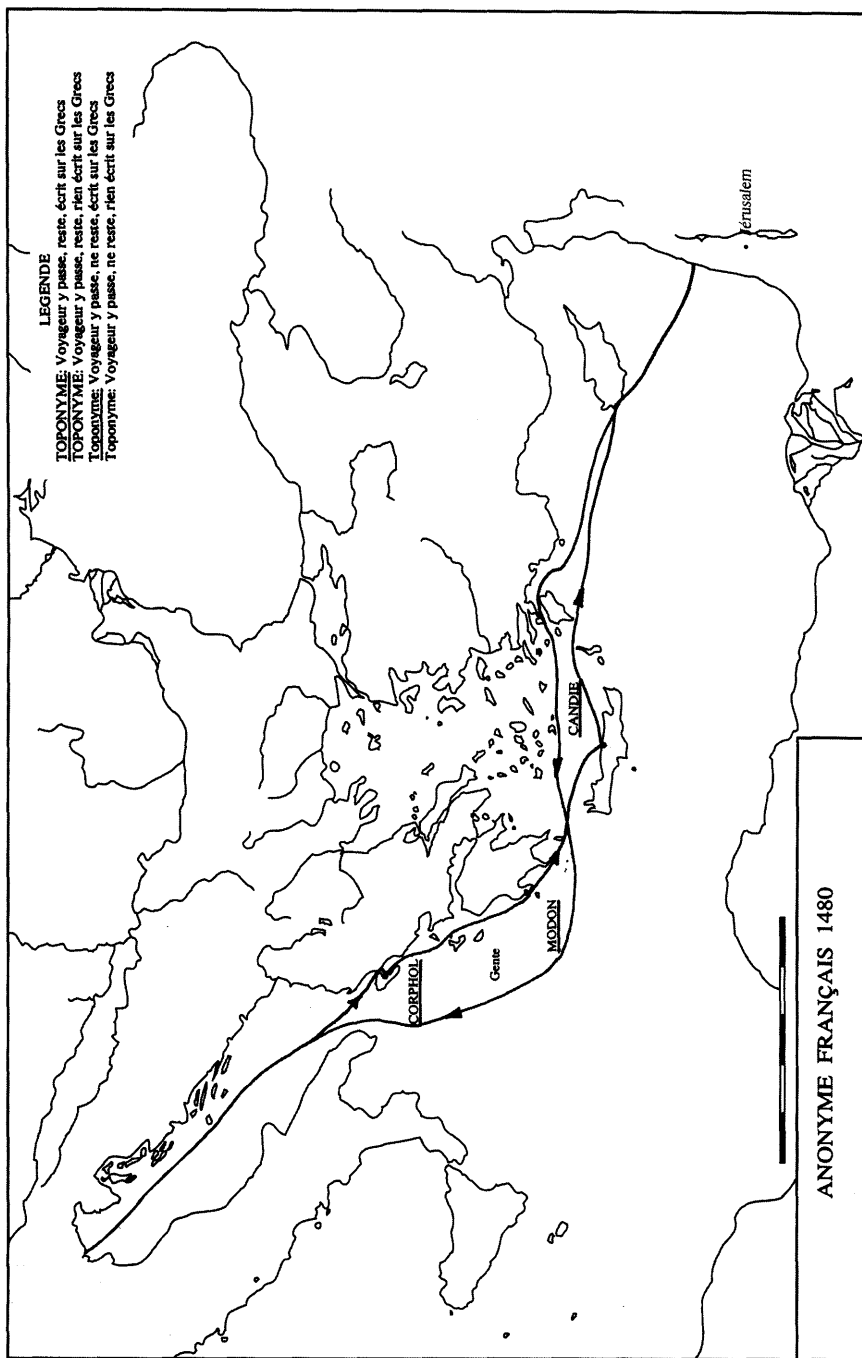 LEGENDE
TOPONYME: Voyageur y passe, reste, écrit sur les Grecs
TOPONYME: Voyageur y passe, reste, rien écrit sur les Grecs
Toponyme: Voyageur y passe, ne reste, écrit sur les Grecs
Toponyme: Voyageur y passe, ne reste, rien écrit sur les Grecs
Jérusalem
CANDIE
MODON
Gente
CORPHOL
ANONYME FRANÇAIS 1480